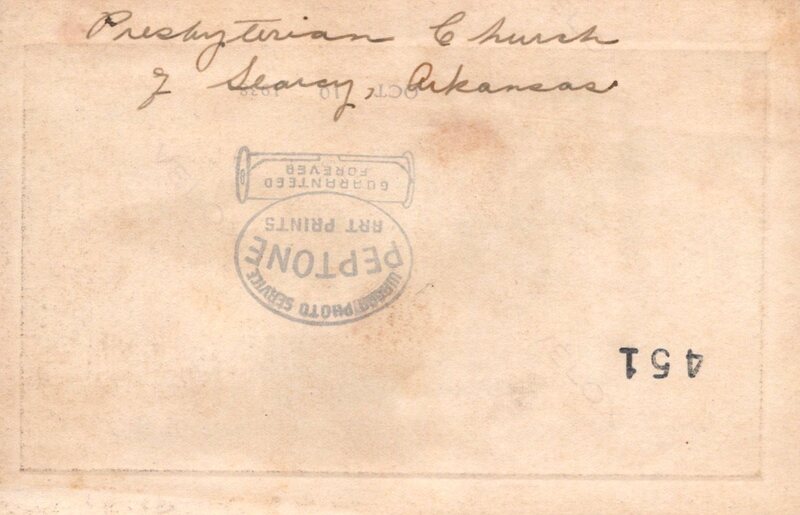 Presbyterian Church
of Searcy, Arkansas
OCT 10
PHOTO SERVICE
PEPTONE
ART PRINTS
GUARANTEED
FOREVER
451